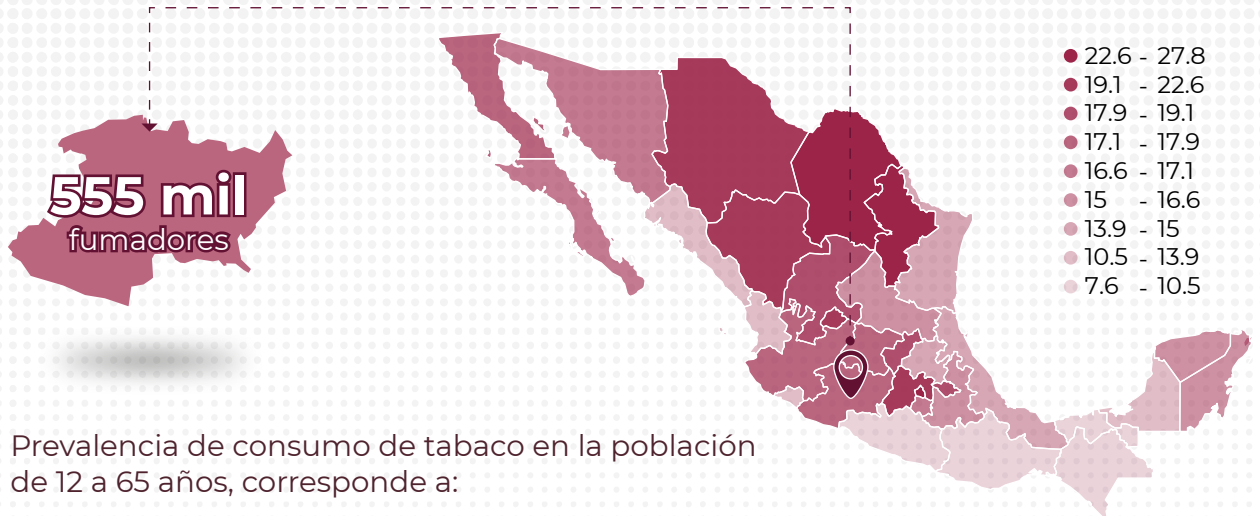 555 mil
fumadores
22.6 - 27.8
19.1 - 22.6
17.9 - 19.1
17.1 - 17.9
16.6 - 17.1
15 - 16.6
13.9 - 15
10.5 - 13.9
7.6 - 10.5
Prevalencia de consumo de tabaco en la población
de 12 a 65 años, corresponde a: